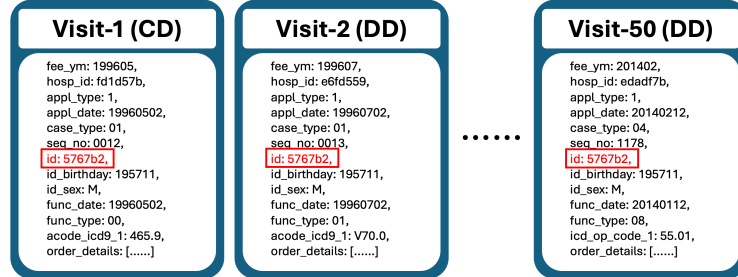 Visit-1 (CD)
fee_ym: 199605,
hosp_id: fd1d57b,
appl_type: 1,
appl_date: 19960502,
case_type: 01,
seq_no: 0012,
id: 5767b2,
id_birthday: 195711,
id_sex: M,
func_date: 19960502,
func_type: 00,
acode_icd9_1: 465.9,
order_details: [......]
Visit-2 (DD)
fee_ym: 199607,
hosp_id: e6fd559,
appl_type: 1,
appl_date: 19960702,
case_type: 01,
seq_no: 0013,
id: 5767b2,
id_birthday: 195711,
id_sex: M,
func_date: 19960702,
func_type: 01,
acode_icd9_1: V70.0,
order_details: [......]
......
Visit-50 (DD)
fee_ym: 201402,
hosp_id: edadf7b,
appl_type: 1,
appl_date: 20140212,
case_type: 04,
seq_no: 1178,
id: 5767b2,
id_birthday: 195711,
id_sex: M,
func_date: 20140112,
func_type: 08,
icd_op_code_1: 55.01,
order_details: [......]